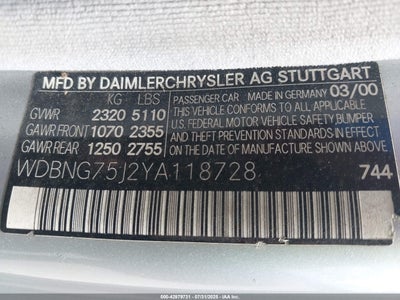 MFD BY DAIMLERCHRYSLER AG STUTTGART
KG LBS
GVWR 2320 5110
GAWR FRONT 1070 2355
GAWR REAR 1250 2755
MADE IN GERMANY 03/00
PASSENGER CAR
THIS VEHICLE CONFORMS TO ALL
APPLICABLE U.S. FEDERAL MOTOR
VEHICLE SAFETY BUMPER
AND THEFT PREVENTION STANDARDS
IN EFFECT ON THE DATE OF
MANUFACTURE SHOWN ABOVE
WDBNG75J2YA118728 744
500-42979731 - 07/31/2025 - IAA Inc.